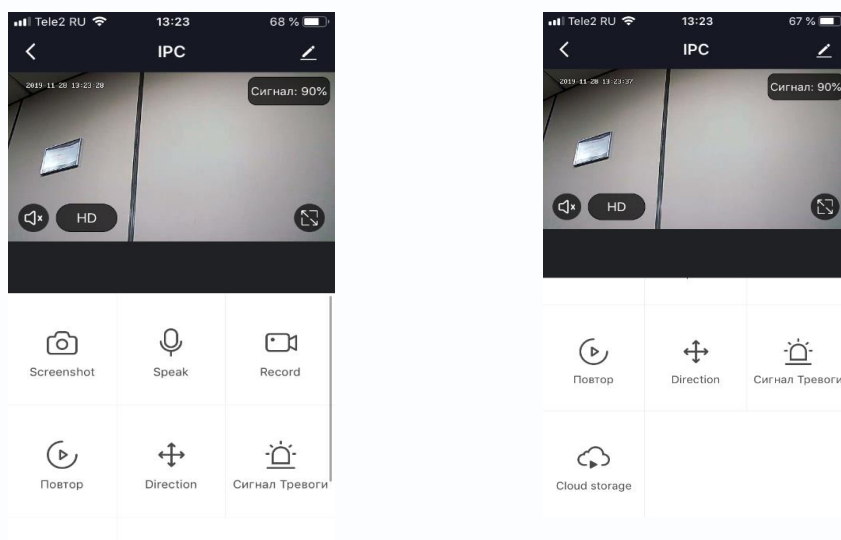 Tele2 RU 13:23 68 %
IPC
2019-11-28 13:23:28
Сигнал: 90%
HD
Screenshot Speak Record
Повтор Direction Сигнал Тревоги
Tele2 RU 13:23 67 %
IPC
2019-11-28 13:23:37
Сигнал: 90%
HD
Повтор Direction Сигнал Тревоги
Cloud storage